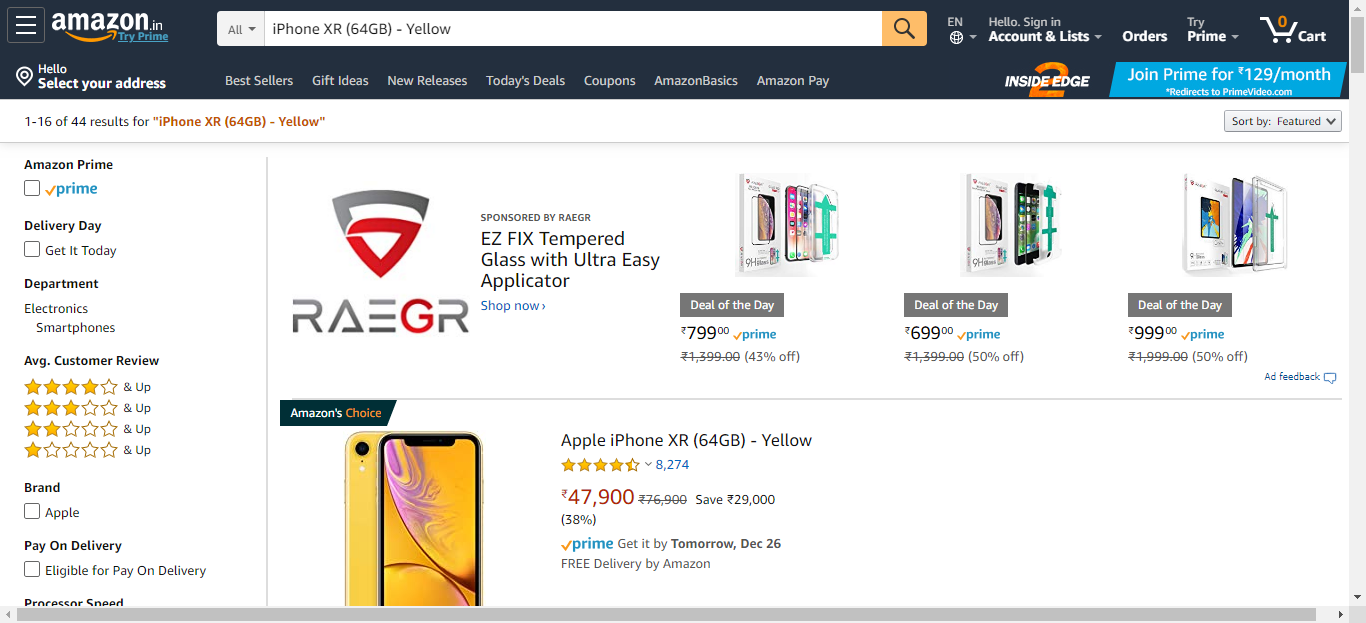 amazon.in
Try Prime
All
iPhone XR (64GB) - Yellow
EN
Hello. Sign in
Account & Lists
Orders
Try
Prime
0
Cart
Hello
Select your address
Best Sellers
Gift Ideas
New Releases
Today's Deals
Coupons
AmazonBasics
Amazon Pay
INSIDE EDGE
2
Join Prime for ₹129/month
*Redirects to PrimeVideo.com
1-16 of 44 results for "iPhone XR (64GB) - Yellow"
Sort by: Featured
Amazon Prime
prime
Delivery Day
Get It Today
Department
Electronics
Smartphones
Avg. Customer Review
& Up
& Up
& Up
& Up
Brand
Apple
Pay On Delivery
Eligible for Pay On Delivery
Processor Speed
RAEGR
SPONSORED BY RAEGR
EZ FIX Tempered
Glass with Ultra Easy
Applicator
Shop now ›
Deal of the Day
₹79900 prime
₹1,399.00 (43% off)
Deal of the Day
₹69900 prime
₹1,399.00 (50% off)
Deal of the Day
₹99900 prime
₹1,999.00 (50% off)
Ad feedback
Amazon's Choice
Apple iPhone XR (64GB) - Yellow
8,274
₹47,900 ₹76,900 Save ₹29,000
(38%)
prime Get it by Tomorrow, Dec 26
FREE Delivery by Amazon